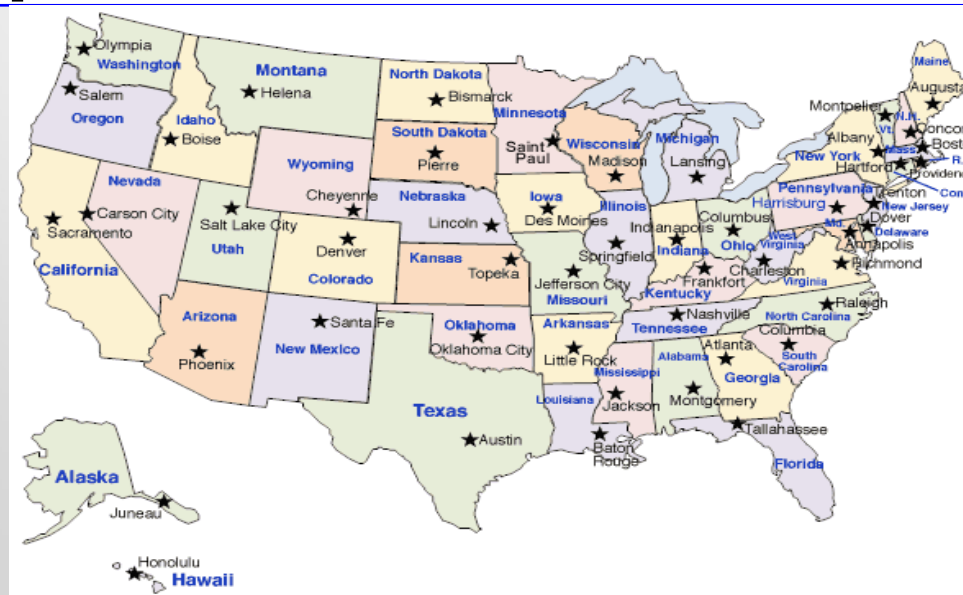 Olympia
Washington
Montana
Helena
North Dakota
Bismarck
Minnesota
Maine
Augusta
Salem
Oregon
Idaho
Boise
South Dakota
Pierre
Saint
Paul
Wisconsin
Madison
Michigan
Lansing
Montpelier
Vt.
N.H.
Concor
Albany
Mass.
Bost
New York
Hartford
R.
Providenc
Con
Wyoming
Cheyenne
Nebraska
Lincoln
Iowa
Des Moines
Illinois
Springfield
Indianapolis
Indiana
Columbus
Ohio
Pennsylvania
Harrisburg
Trenton
New Jersey
Dover
Delaware
Md.
Annapolis
Nevada
Carson City
Sacramento
California
Salt Lake City
Utah
Denver
Colorado
Kansas
Topeka
Jefferson City
Missouri
Kentucky
Frankfort
West
Virginia
Charleston
Richmond
Virginia
Arizona
Phoenix
Santa Fe
New Mexico
Oklahoma
Oklahoma City
Arkansas
Little Rock
Tennessee
Nashville
North Carolina
Raleigh
Columbia
South
Carolina
Texas
Austin
Louisiana
Baton
Rouge
Mississippi
Jackson
Alabama
Montgomery
Atlanta
Georgia
Tallahassee
Florida
Alaska
Juneau
Honolulu
Hawaii